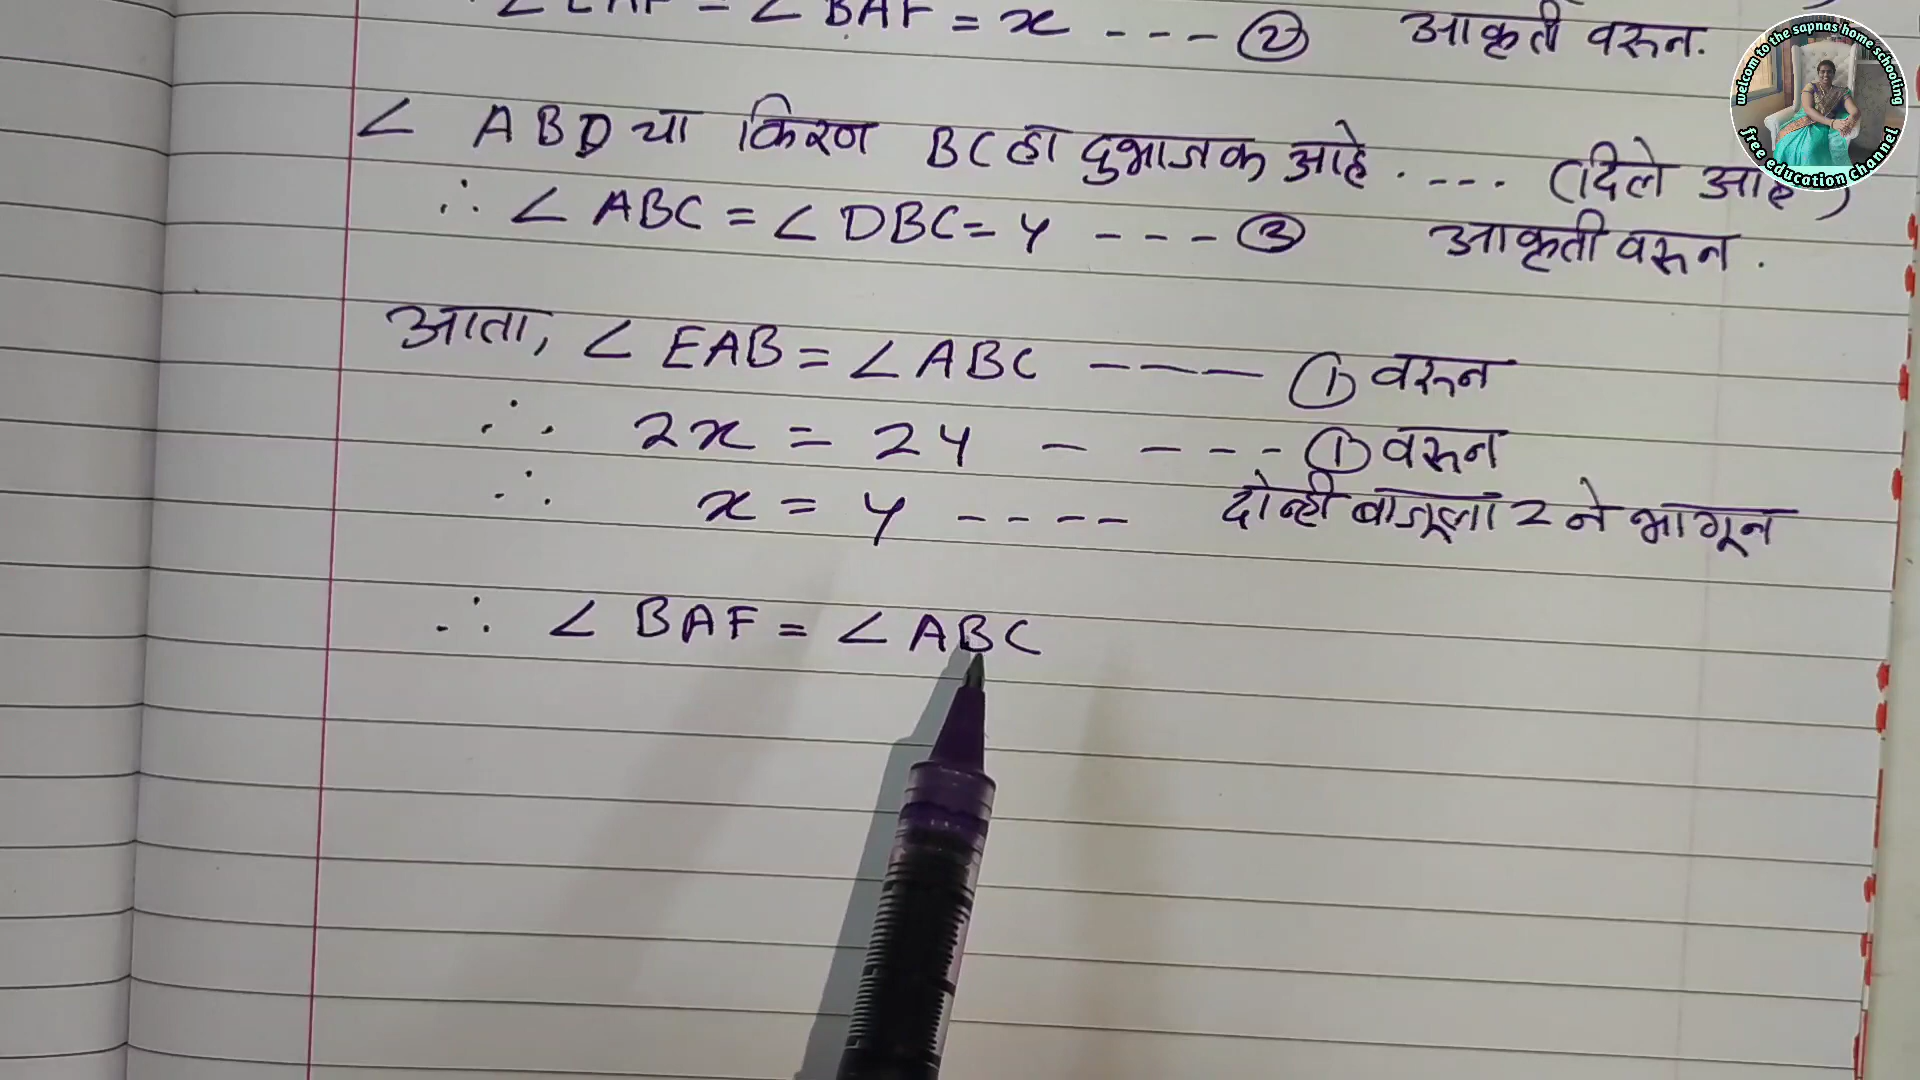 ∠ EAF = ∠ BAF = x --- ② आकृती वरून.
∠ ABD या किरण BC हा दुभाजक आहे. --- (दिले आहे)
∴ ∠ ABC = ∠ DBC = y --- ③ आकृती वरून.
आता, ∠ EAB = ∠ ABC --- ① वरून
∴ 2x = 2y - --- ① वरून
∴ x = y ---- दोन्ही बाजूला 2 ने भागून
∴ ∠ BAF = ∠ ABC
welcom to the sapnas home schooling
free education channel